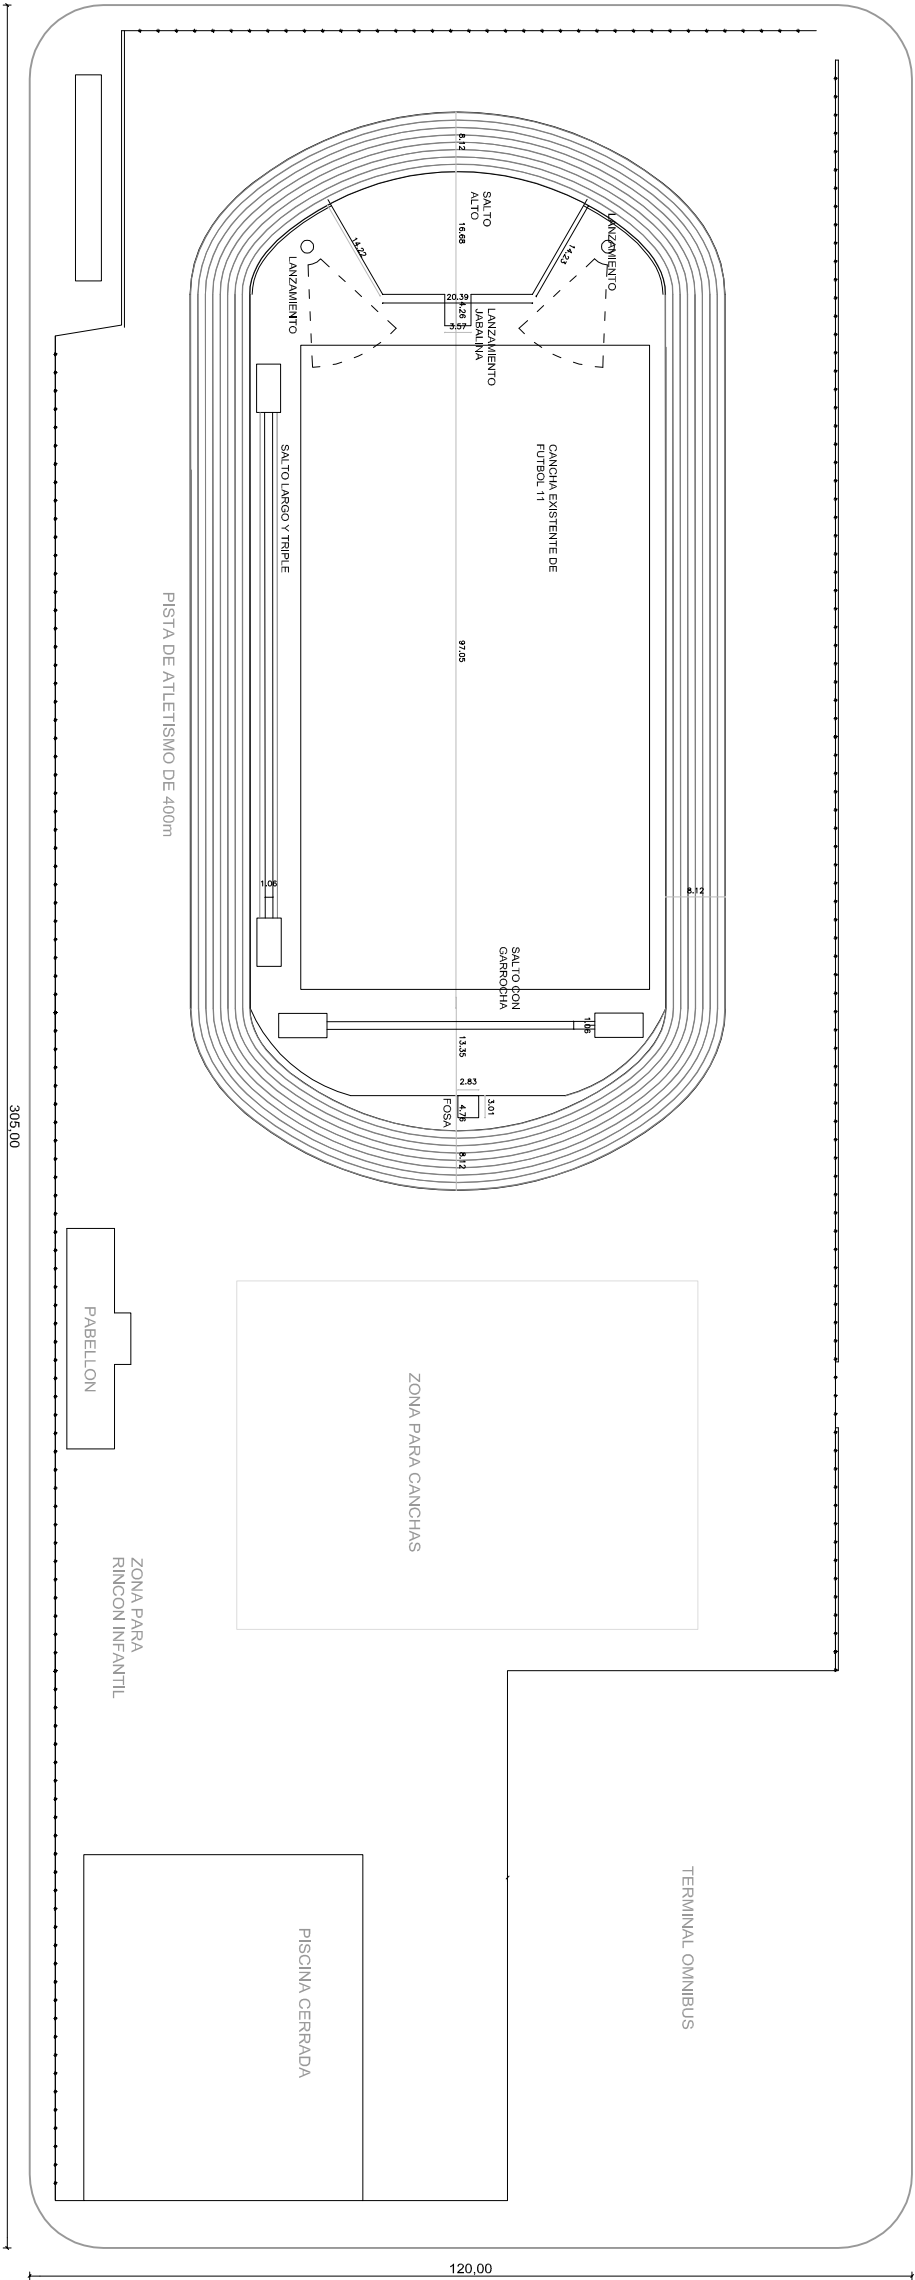 8.12
SALTO
ALTO
16.68
14.22
14.23
LANZAMIENTO
LANZAMIENTO
20.39
4.26
3.57
LANZAMIENTO
JABALINA
SALTO LARGO Y TRIPLE
CANCHA EXISTENTE DE
FUTBOL 11
PISTA DE ATLETISMO DE 400m
97.05
1.06
8.12
SALTO CON
GARROCHA
1.06
13.35
2.83
FOSA
4.76
3.01
8.12
305,00
PABELLON
ZONA PARA CANCHAS
ZONA PARA
RINCON INFANTIL
TERMINAL OMNIBUS
PISCINA CERRADA
120,00